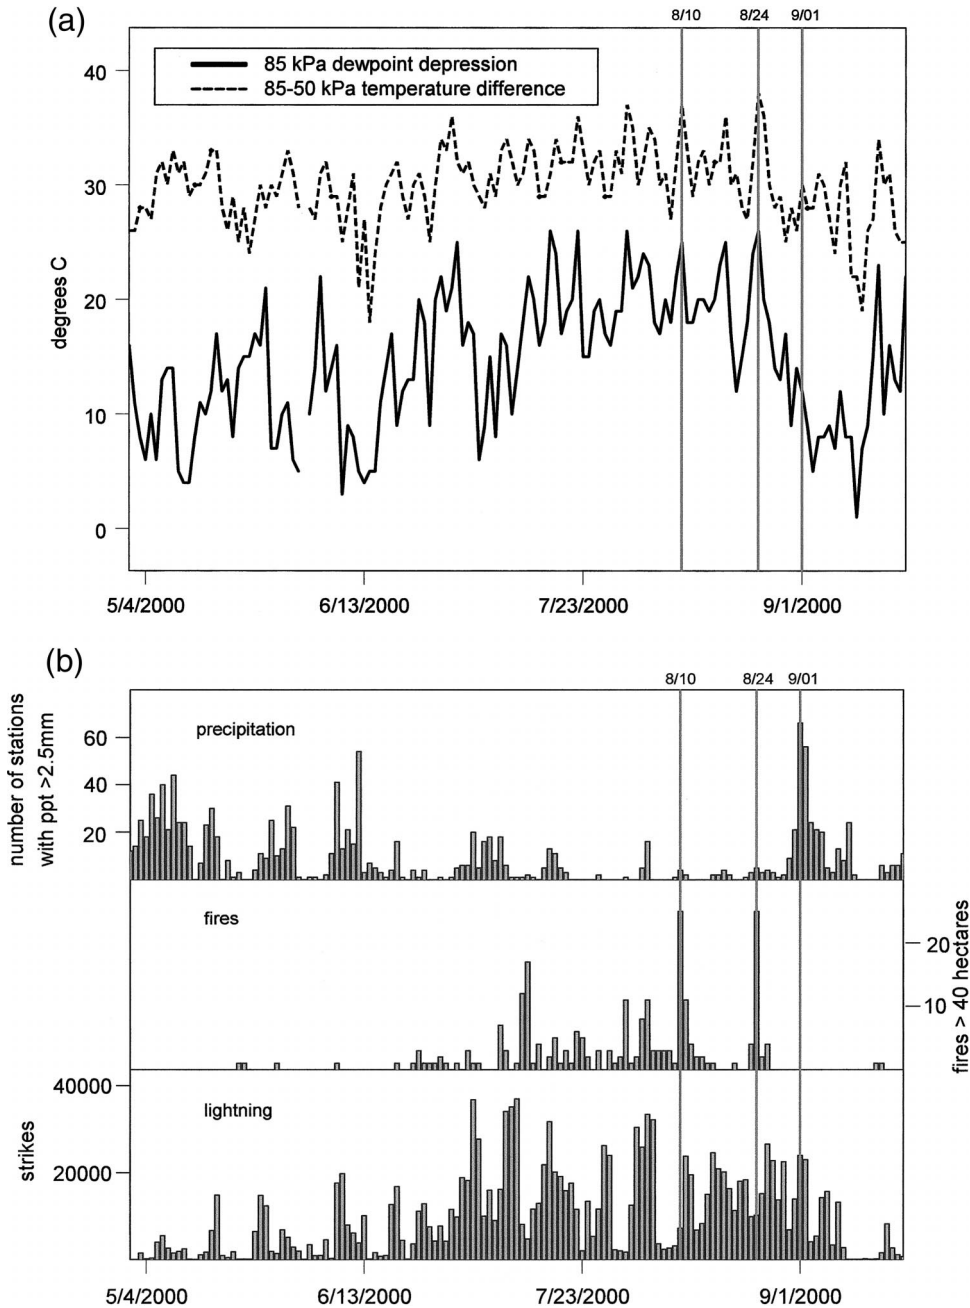 (a)
8/10 8/24 9/01
85 kPa dewpoint depression
85-50 kPa temperature difference
40
30
20
10
0
degrees C
5/4/2000 6/13/2000 7/23/2000 9/1/2000
(b)
8/10 8/24 9/01
number of stations
with ppt >2.5mm
precipitation
60
40
20
fires
20
10
fires > 40 hectares
40000
20000
strikes
lightning
5/4/2000 6/13/2000 7/23/2000 9/1/2000